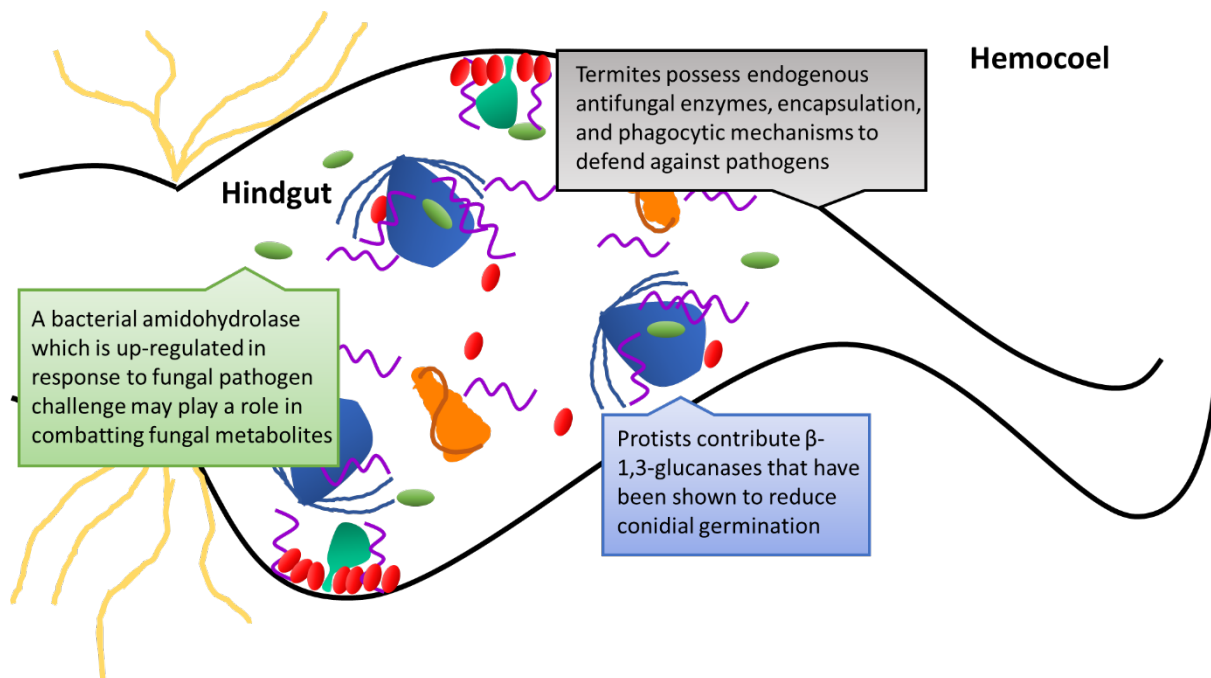 Hemocoel
Termites possess endogenous
antifungal enzymes, encapsulation,
and phagocytic mechanisms to
defend against pathogens
Hindgut
A bacterial amidohydrolase
which is up-regulated in
response to fungal pathogen
challenge may play a role in
combatting fungal metabolites
Protists contribute β-
1,3-glucanases that have
been shown to reduce
conidial germination